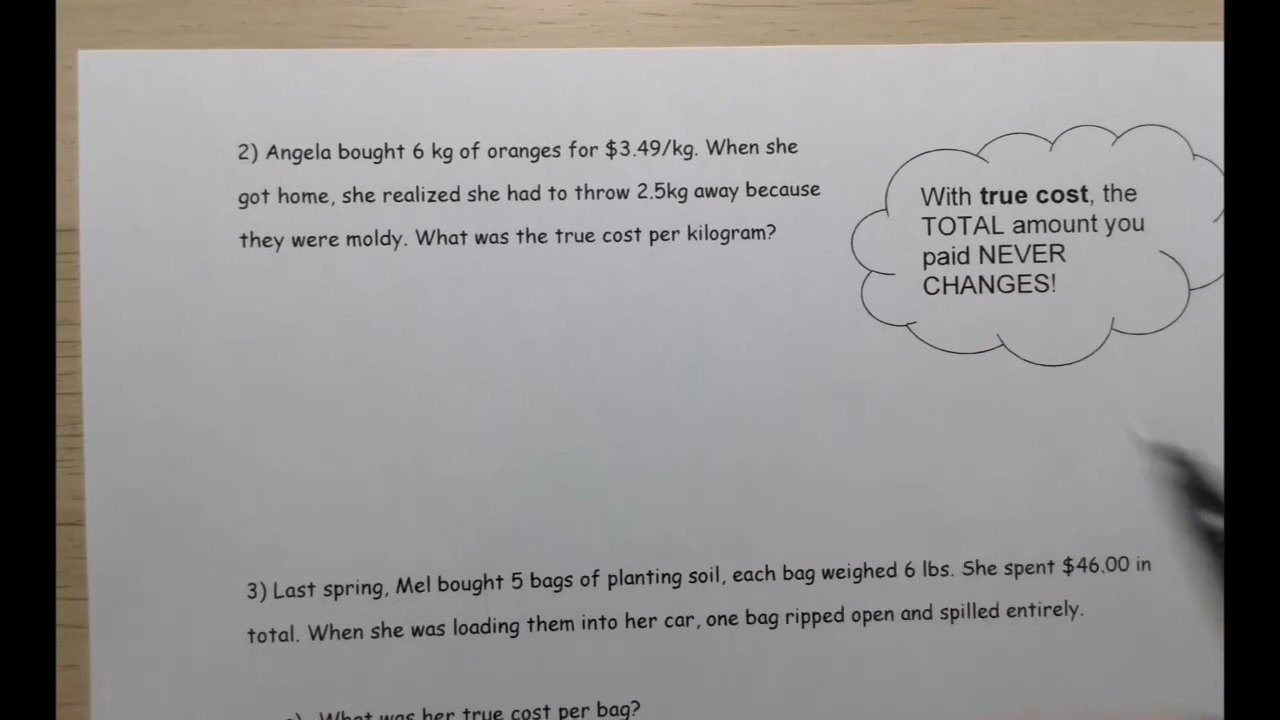 2) Angela bought 6 kg of oranges for $3.49/kg. When she
got home, she realized she had to throw 2.5kg away because
they were moldy. What was the true cost per kilogram?
With true cost, the
TOTAL amount you
paid NEVER
CHANGES!
3) Last spring, Mel bought 5 bags of planting soil, each bag weighed 6 lbs. She spent $46.00 in
total. When she was loading them into her car, one bag ripped open and spilled entirely.
What was her true cost per bag?